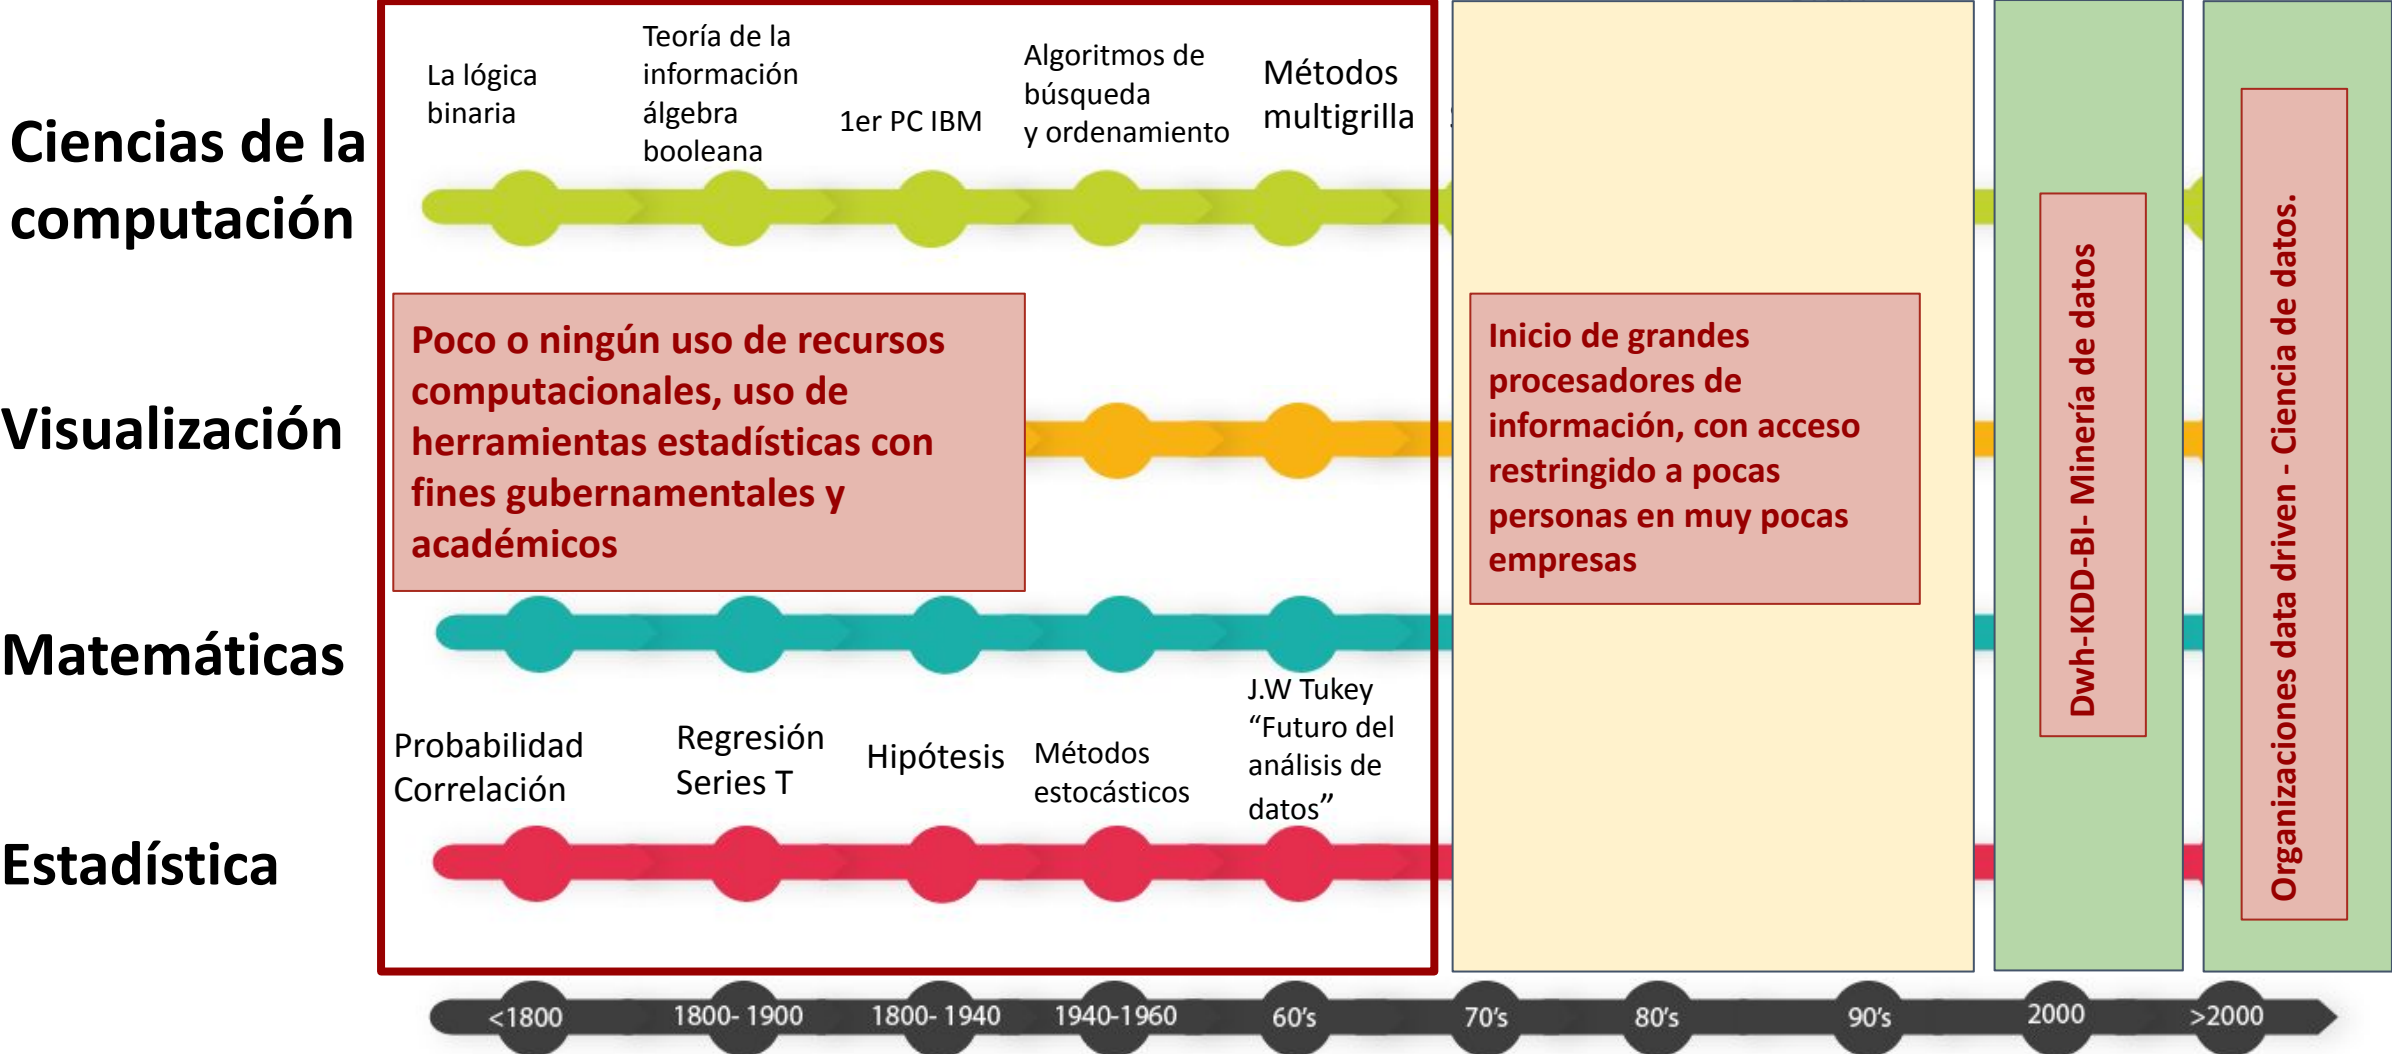 Ciencias de la
computación
La lógica
binaria
Teoría de la
información
álgebra
booleana
1er PC IBM
Algoritmos de
búsqueda
y ordenamiento
Métodos
multigrilla
Visualización
Poco o ningún uso de recursos
computacionales, uso de
herramientas estadísticas con
fines gubernamentales y
académicos
Inicio de grandes
procesadores de
información, con acceso
restringido a pocas
personas en muy pocas
empresas
Dwh-KDD-BI- Minería de datos
Organizaciones data driven - Ciencia de datos.
Matemáticas
Probabilidad
Correlación
Regresión
Series T
Hipótesis
Métodos
estocásticos
J.W Tukey
“Futuro del
análisis de
datos”
Estadística
<1800
1800- 1900
1800- 1940
1940-1960
60’s
70’s
80’s
90’s
2000
>2000